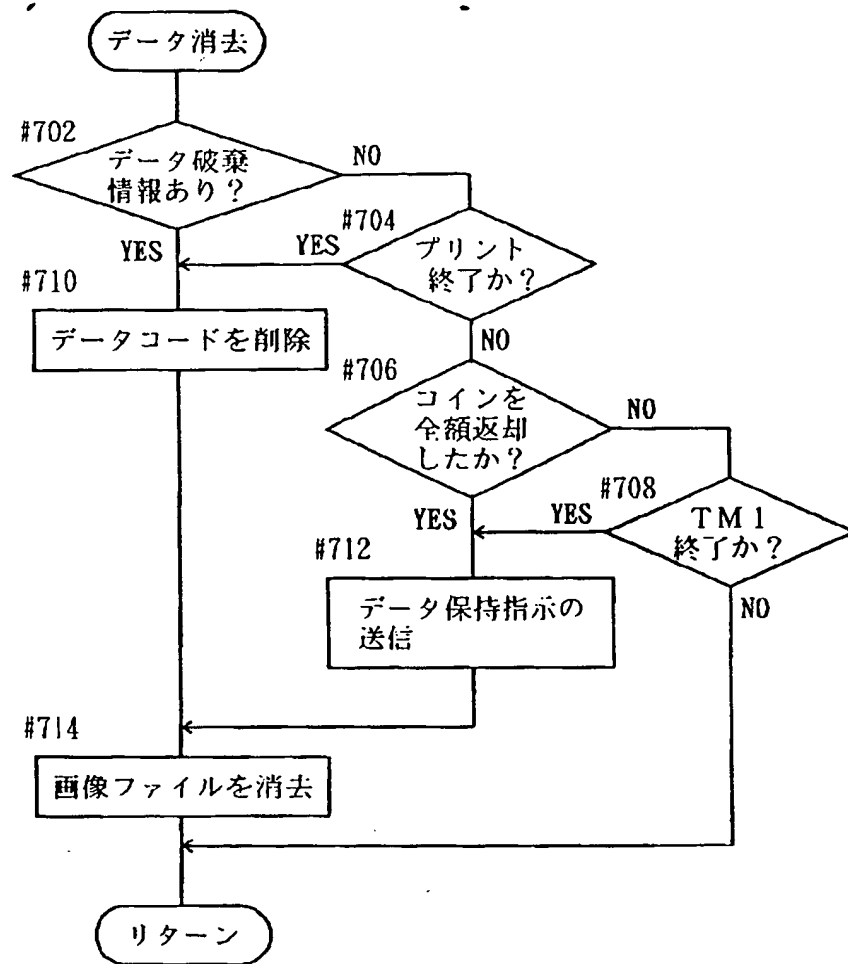 データ消去
#702
データ破棄
情報あり？
NO
YES
#704
プリント
終了か？
YES
NO
#710
データコードを削除
#706
コインを
全額返却
したか？
NO
YES
#708
TM1
終了か？
YES
NO
#712
データ保持指示の
送信
#714
画像ファイルを消去
リターン